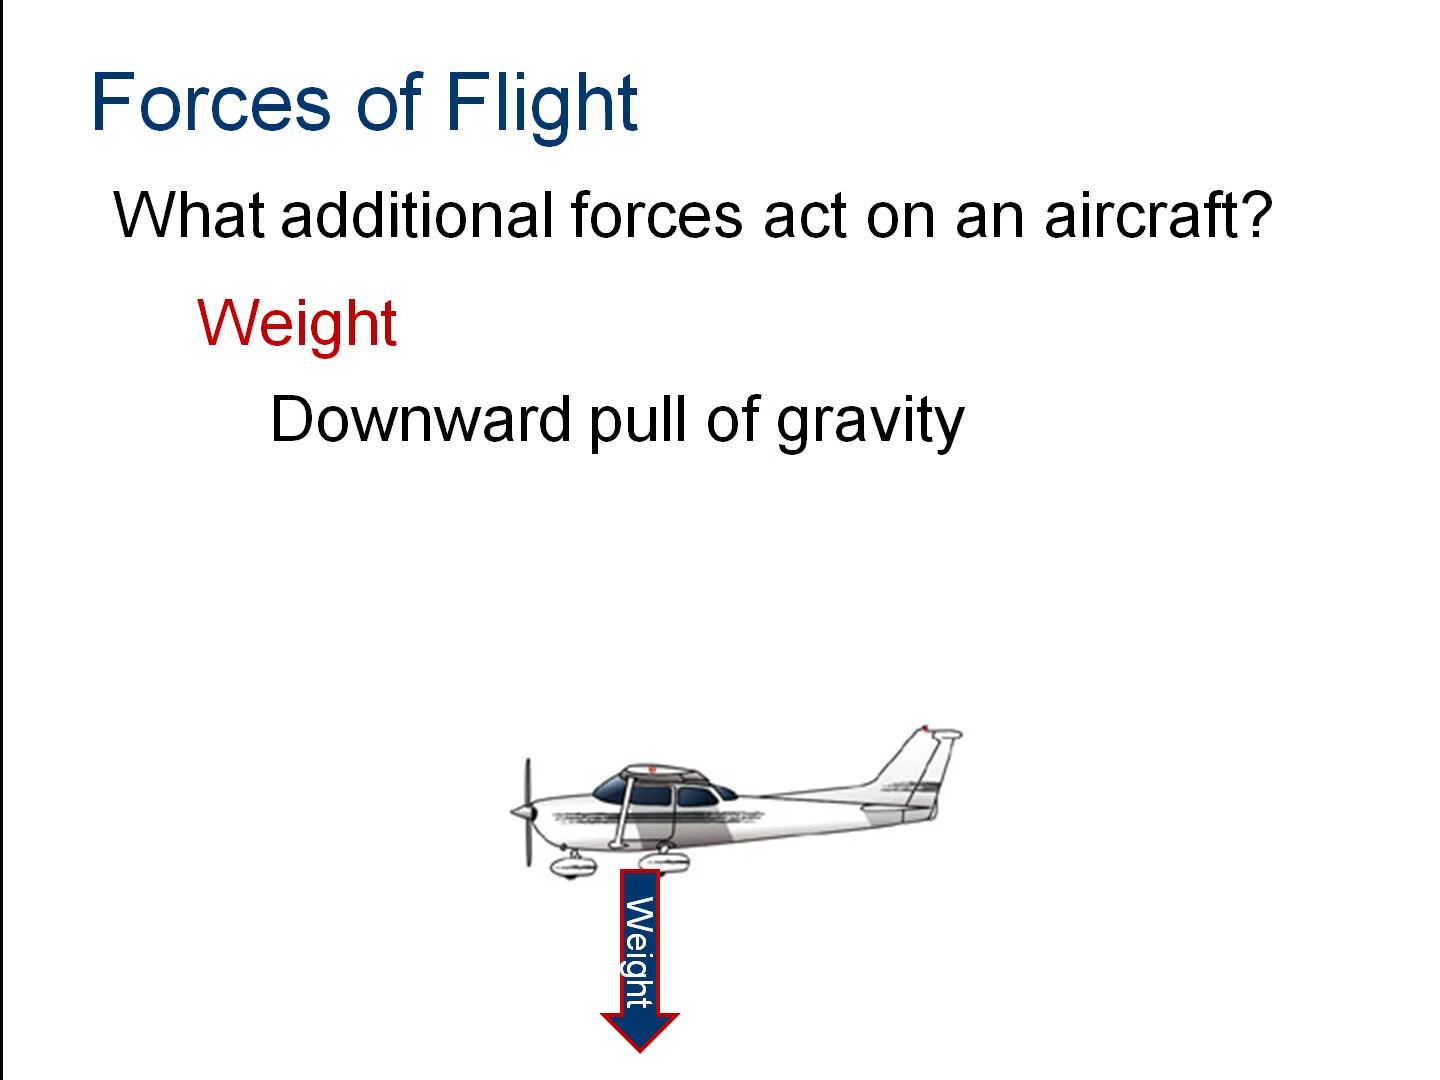 Forces of Flight
What additional forces act on an aircraft?
Weight
Downward pull of gravity
Weight